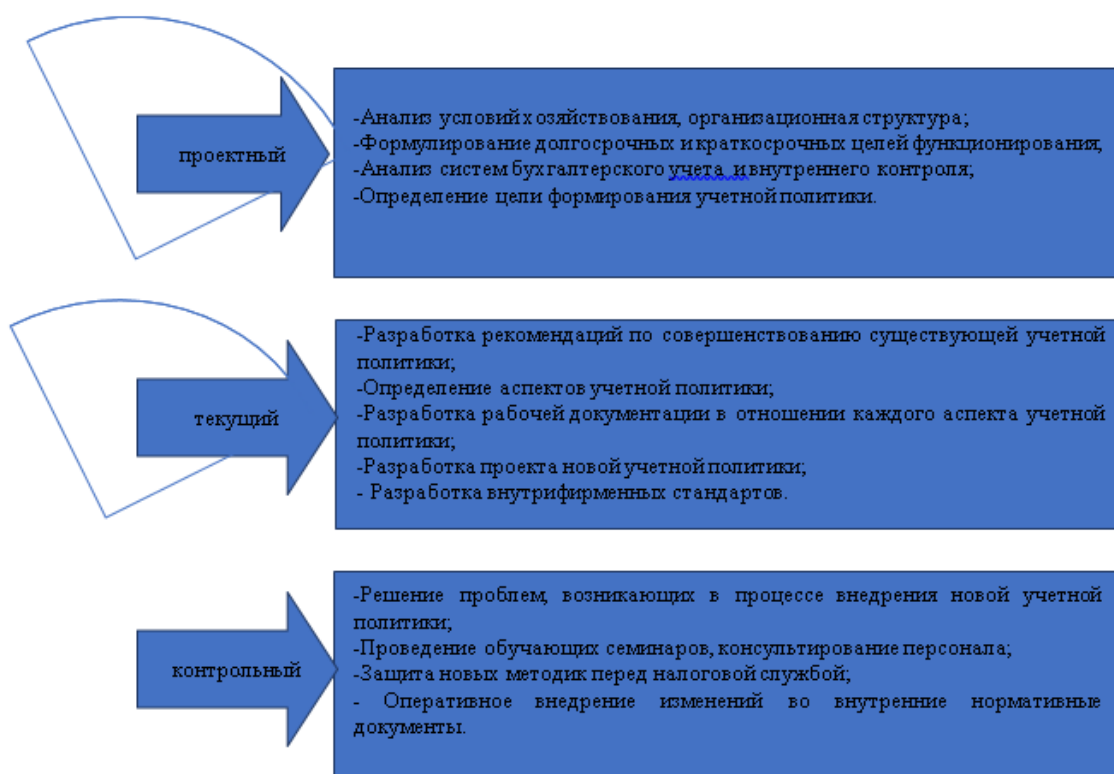 проектный
-Анализ условий хозяйствования, организационная структура;
-Формулирование долгосрочных и краткосрочных целей функционирования;
-Анализ систем бухгалтерского учета и внутреннего контроля;
-Определение цели формирования учетной политики.
текущий
-Разработка рекомендаций по совершенствованию существующей учетной
политики;
-Определение аспектов учетной политики;
-Разработка рабочей документации в отношении каждого аспекта учетной
политики;
-Разработка проекта новой учетной политики;
- Разработка внутрифирменных стандартов.
контрольный
-Решение проблем, возникающих в процессе внедрения новой учетной
политики;
-Проведение обучающих семинаров, консультирование персонала;
-Защита новых методик перед налоговой службой;
- Оперативное внедрение изменений во внутренние нормативные
документы.